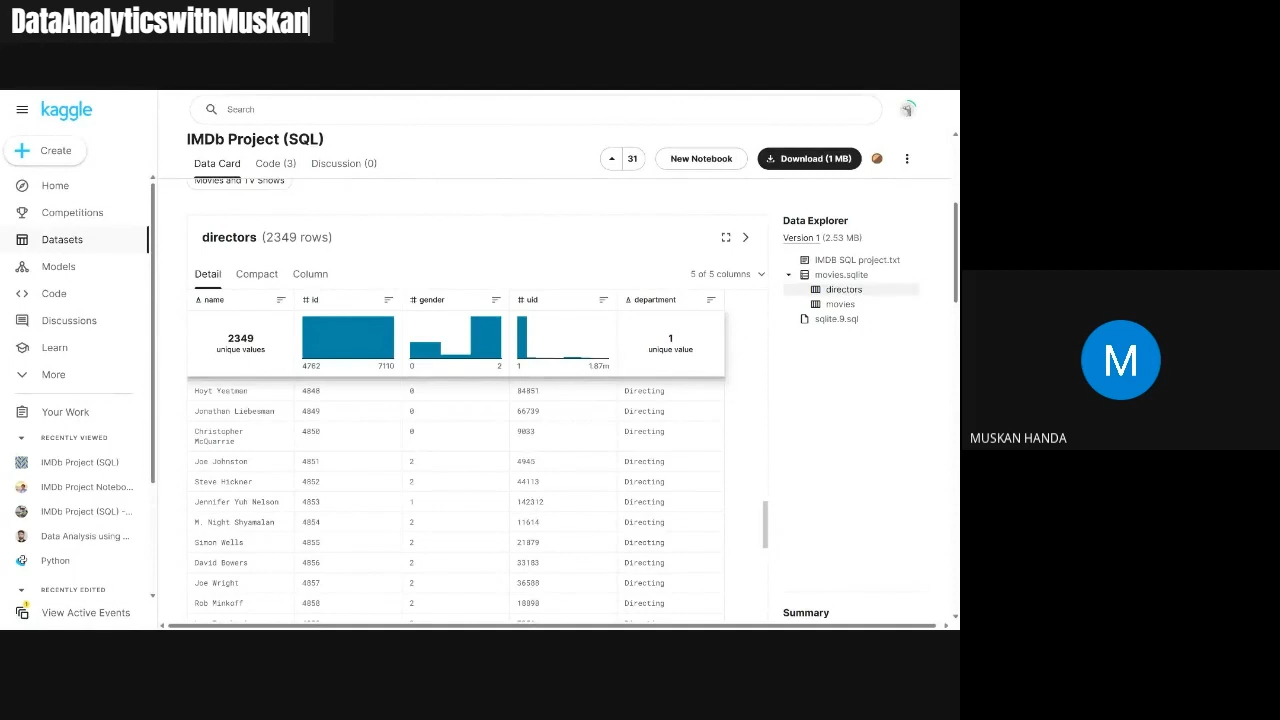 DataAnalyticswithMuskan
kaggle
Search
Create
Home
Competitions
Datasets
Models
Code
Discussions
Learn
More
Your Work
RECENTLY VIEWED
IMDb Project (SQL)
IMDb Project Notebo...
IMDb Project (SQL) -...
Data Analysis using ...
Python
RECENTLY EDITED
View Active Events
IMDb Project (SQL)
Data Card Code (3) Discussion (0)
31 New Notebook Download (1 MB)
Movies and TV Shows
directors (2349 rows)
Detail Compact Column 5 of 5 columns
A name # id # gender # uid A department
2349 1
unique values unique value
4762 7110 0 2 1 1.87m
Hoyt Yeatman 4848 0 84851 Directing
Jonathan Liebesman 4849 0 66739 Directing
Christopher 4850 0 9033 Directing
McQuarrie
Joe Johnston 4851 2 4945 Directing
Steve Hickner 4852 2 44113 Directing
Jennifer Yuh Nelson 4853 1 142312 Directing
M. Night Shyamalan 4854 2 11614 Directing
Simon Wells 4855 2 21879 Directing
David Bowers 4856 2 33183 Directing
Joe Wright 4857 2 36588 Directing
Rob Minkoff 4858 2 18898 Directing
Data Explorer
Version 1 (2.53 MB)
IMDB SQL project.txt
movies.sqlite
directors
movies
sqlite.9.sql
Summary
M
MUSKAN HANDA